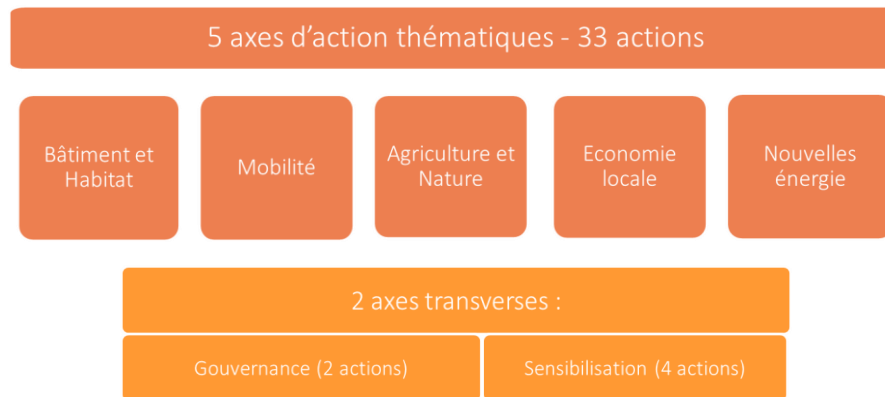 5 axes d'action thématiques - 33 actions
Bâtiment et
Habitat
Mobilité
Agriculture et
Nature
Economie
locale
Nouvelles
énergie
2 axes transverses :
Gouvernance (2 actions)
Sensibilisation (4 actions)